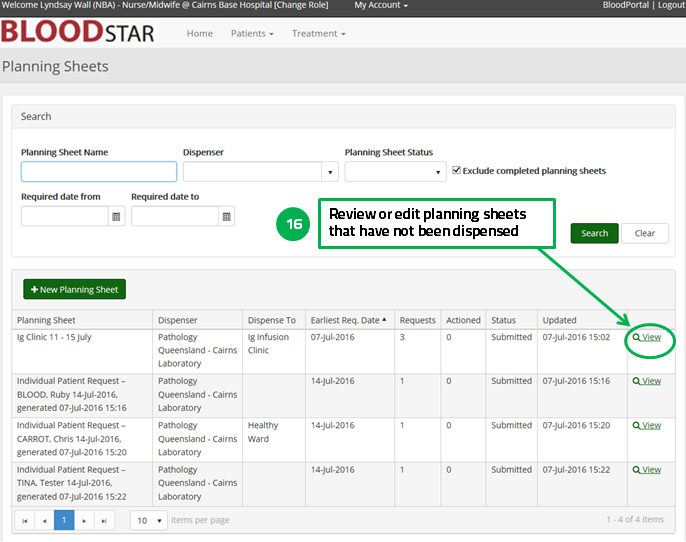 Welcome Lyndsay Wall (NBA) - Nurse/Midwife @ Cairns Base Hospital [Change Role] My Account BloodPortal | Logout
BLOODSTAR Home Patients Treatment
Planning Sheets
Search
Planning Sheet Name Dispenser Planning Sheet Status
Exclude completed planning sheets
Required date from Required date to
16 Review or edit planning sheets
that have not been dispensed
Search Clear
+ New Planning Sheet
Planning Sheet Dispenser Dispense To Earliest Req. Date Requests Actioned Status Updated
Ig Clinic 11 - 15 July Pathology Ig Infusion 07-Jul-2016 3 0 Submitted 07-Jul-2016 15:02 View
Queensland - Cairns Clinic
Laboratory
Individual Patient Request – Pathology 14-Jul-2016 1 0 Submitted 07-Jul-2016 15:16 View
BLOOD, Ruby 14-Jul-2016, Queensland - Cairns
generated 07-Jul-2016 15:16 Laboratory
Individual Patient Request – Pathology Healthy 14-Jul-2016 1 0 Submitted 07-Jul-2016 15:20 View
CARROT, Chris 14-Jul-2016, Queensland - Cairns Ward
generated 07-Jul-2016 15:20 Laboratory
Individual Patient Request – Pathology 14-Jul-2016 1 0 Submitted 07-Jul-2016 15:22 View
TINA, Tester 14-Jul-2016, Queensland - Cairns
generated 07-Jul-2016 15:22 Laboratory
1 10 items per page 1 - 4 of 4 items